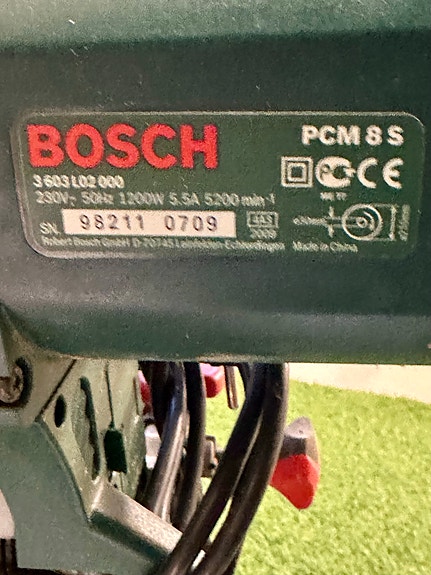 BOSCH
PCM 8 S
3 603 L02 000
230V~ 50Hz 1200W 5.5A 5200 min⁻¹
SN. 98211 0709
2009
Robert Bosch GmbH D-70745 Leinfelden-Echterdingen
Made in China
CE